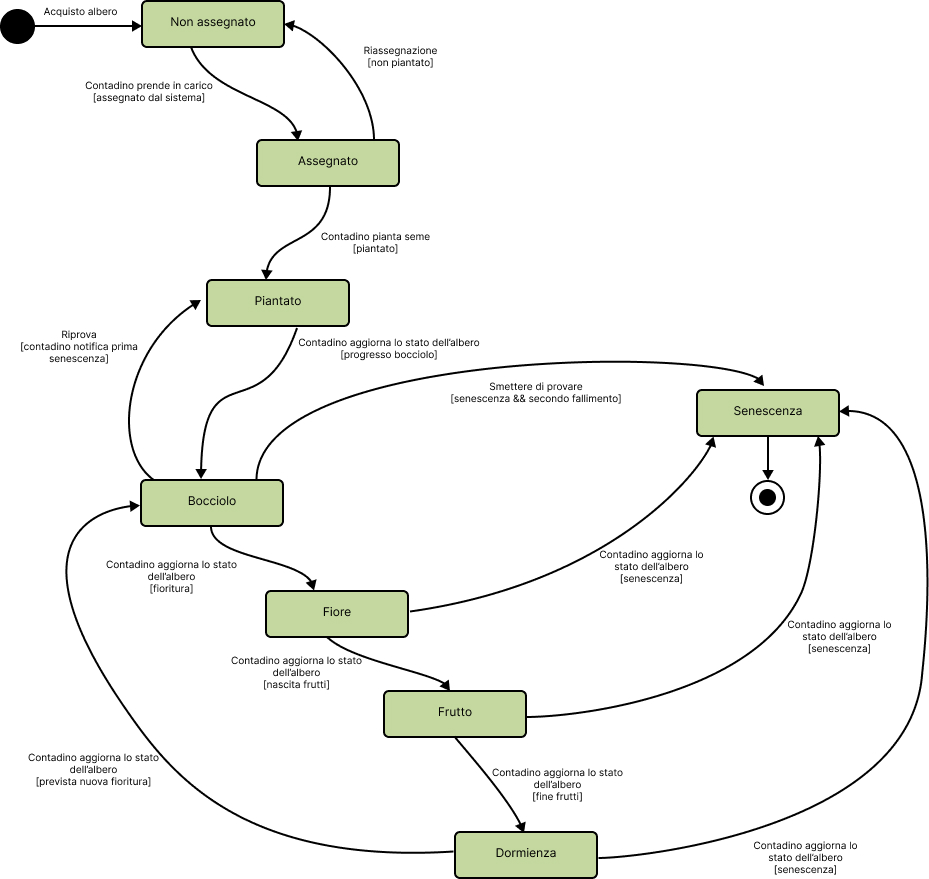 Acquisto albero
Non assegnato
Riassegnazione
[non piantato]
Contadino prende in carico
[assegnato dal sistema]
Assegnato
Contadino pianta seme
[piantato]
Piantato
Riprova
[contadino notifica prima
senescenza]
Contadino aggiorna lo stato dell'albero
[progresso bocciolo]
Smettere di provare
[senescenza && secondo fallimento]
Senescenza
Bocciolo
Contadino aggiorna lo stato
dell'albero
[fioritura]
Contadino aggiorna lo
stato dell'albero
[senescenza]
Fiore
Contadino aggiorna lo
stato dell'albero
[senescenza]
Contadino aggiorna lo stato
dell'albero
[nascita frutti]
Frutto
Contadino aggiorna lo stato
dell'albero
[prevista nuova fioritura]
Contadino aggiorna lo stato
dell'albero
[fine frutti]
Dormienza
Contadino aggiorna lo
stato dell'albero
[senescenza]